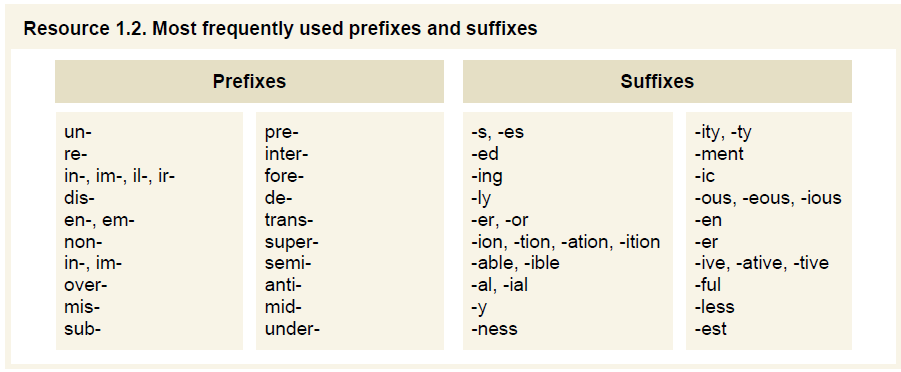 Resource 1.2. Most frequently used prefixes and suffixes
Prefixes
un-
re-
in-, im-, il-, ir-
dis-
en-, em-
non-
in-, im-
over-
mis-
sub-
pre-
inter-
fore-
de-
trans-
super-
semi-
anti-
mid-
under-
Suffixes
-s, -es
-ed
-ing
-ly
-er, -or
-ion, -tion, -ation, -ition
-able, -ible
-al, -ial
-y
-ness
-ity, -ty
-ment
-ic
-ous, -eous, -ious
-en
-er
-ive, -ative, -tive
-ful
-less
-est